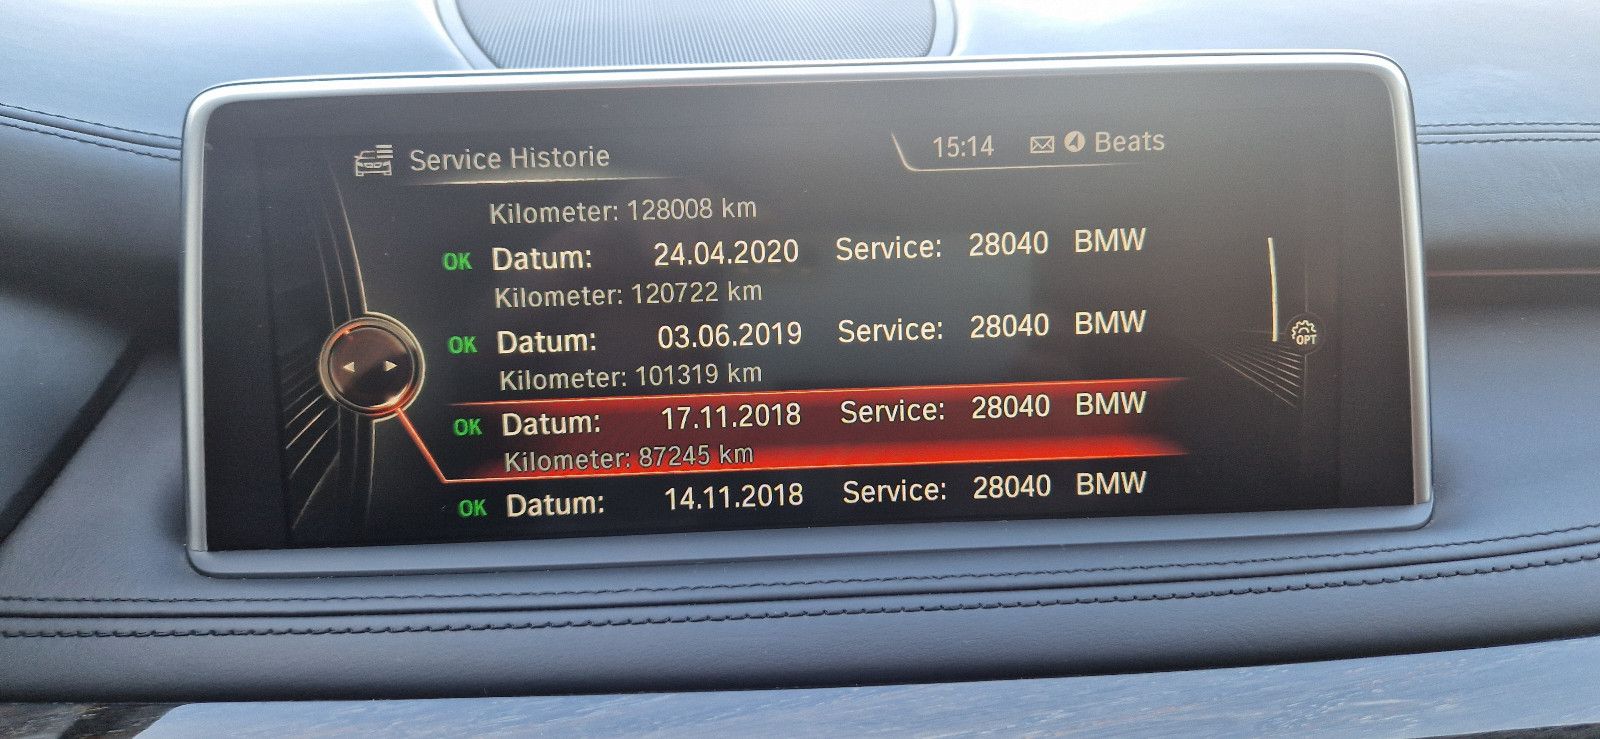 Service Historie 15:14 Beats
Kilometer: 128008 km
OK Datum: 24.04.2020 Service: 28040 BMW
Kilometer: 120722 km
OK Datum: 03.06.2019 Service: 28040 BMW
Kilometer: 101319 km
OK Datum: 17.11.2018 Service: 28040 BMW
Kilometer: 87245 km
OK Datum: 14.11.2018 Service: 28040 BMW
OPT